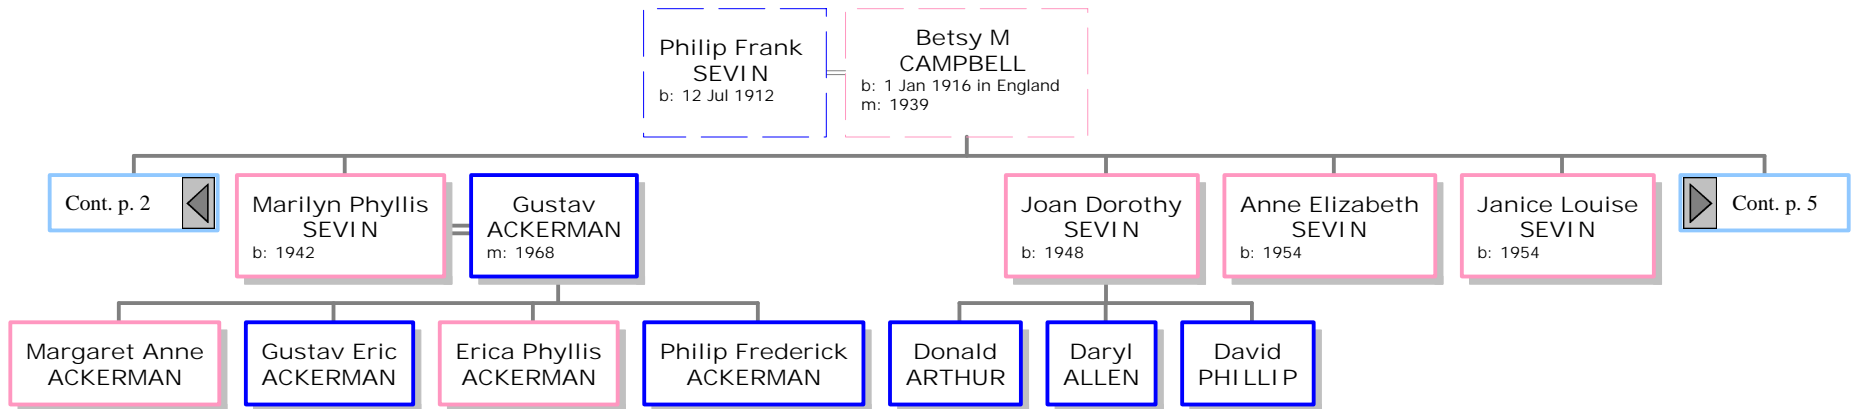 Philip Frank
SEVIN
b: 12 Jul 1912
Betsy M
CAMPBELL
b: 1 Jan 1916 in England
m: 1939
Cont. p. 2
Marilyn Phyllis
SEVIN
b: 1942
Gustav
ACKERMAN
m: 1968
Joan Dorothy
SEVIN
b: 1948
Anne Elizabeth
SEVIN
b: 1954
Janice Louise
SEVIN
b: 1954
Cont. p. 5
Margaret Anne
ACKERMAN
Gustav Eric
ACKERMAN
Erica Phyllis
ACKERMAN
Philip Frederick
ACKERMAN
Donald
ARTHUR
Daryl
ALLEN
David
PHILLIP